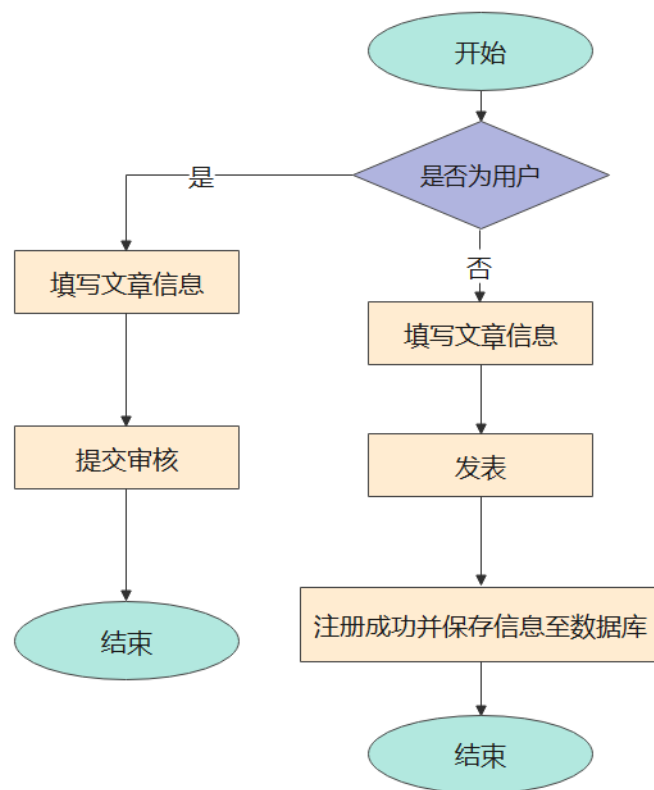 开始
是否为用户
是
否
填写文章信息
填写文章信息
提交审核
发表
注册成功并保存信息至数据库
结束
结束